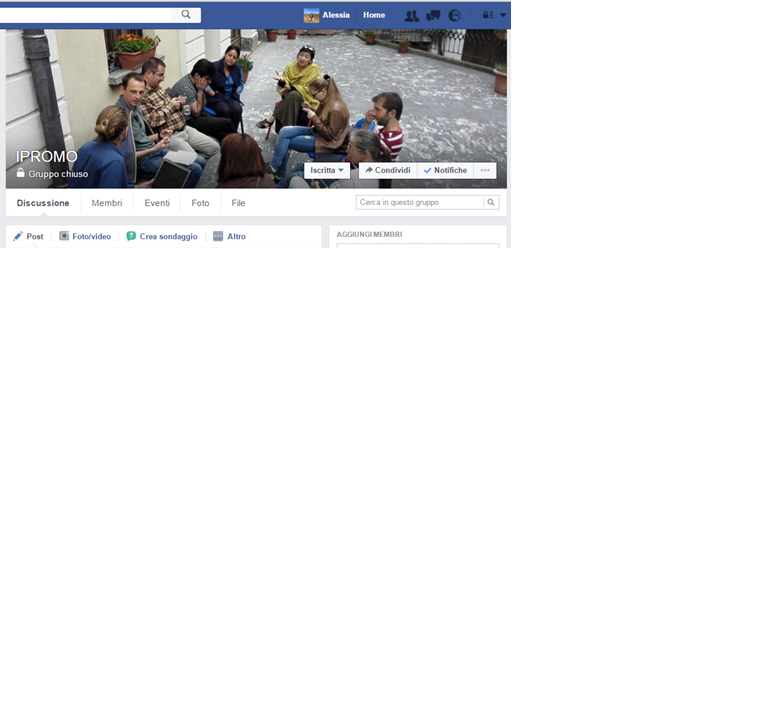 Alessia Home
IPROMO
Gruppo chiuso
Iscritta Condividi Notifiche
Discussione Membri Eventi Foto File
Cerca in questo gruppo
Post Foto/video Crea sondaggio Altro
AGGIUNGI MEMBRI